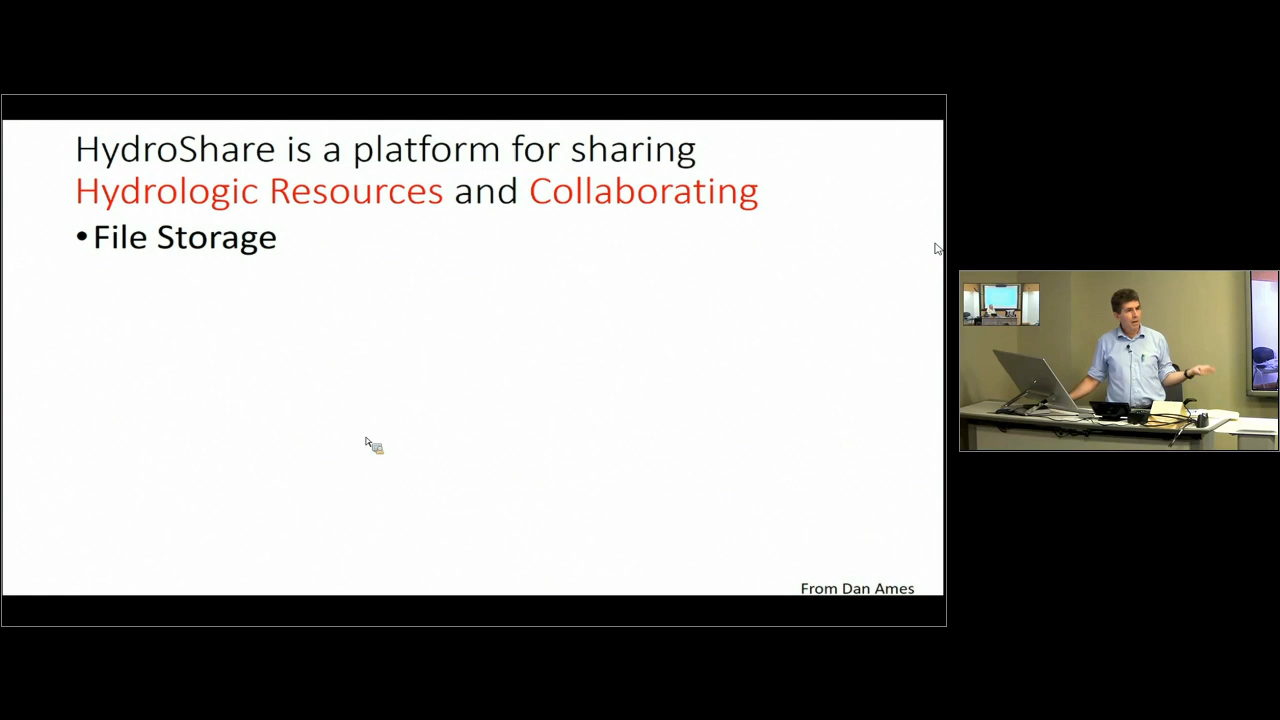 HydroShare is a platform for sharing
Hydrologic Resources and Collaborating
•File Storage
From Dan Ames